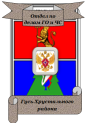 Отдел по
делам ГО и ЧС
Гусь-Хрустального
района